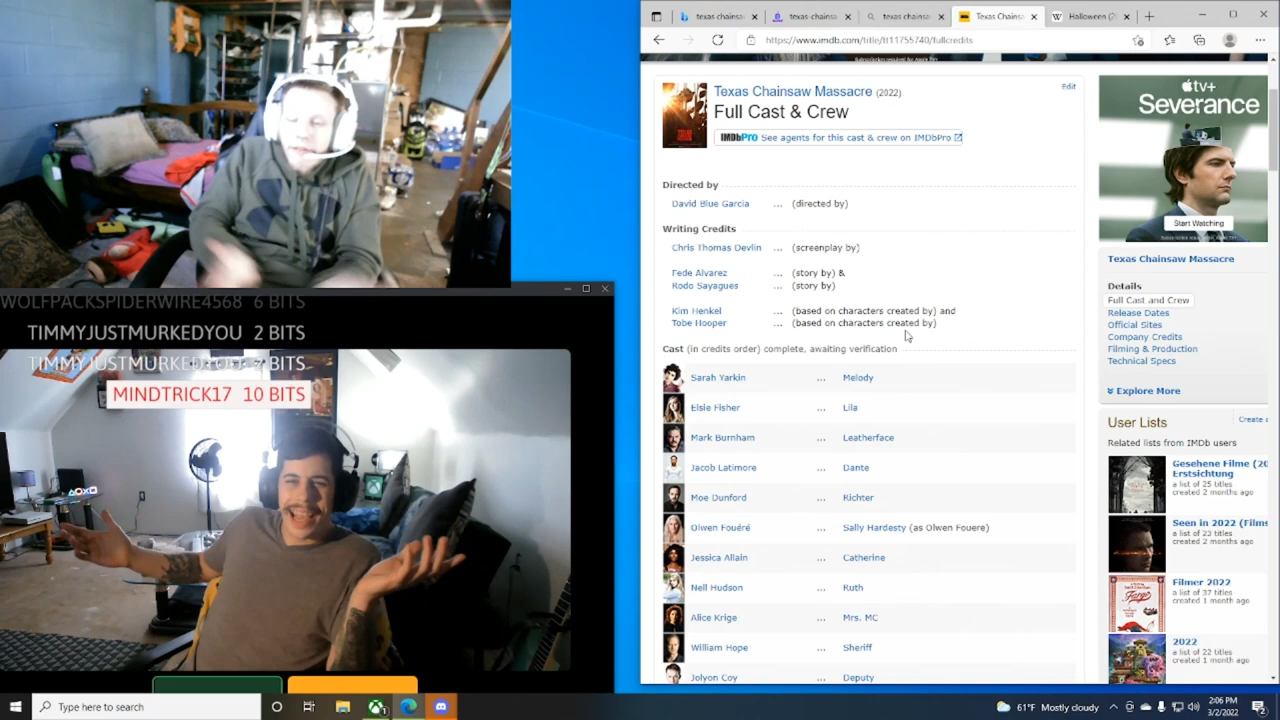 WOLFPACKSPIDERWIRE4568 6 BITS
TIMMYJUSTMURKEDYOU 2 BITS
MINDTRICK17 10 BITS
texas chainsa
texas-chainsa
texas chainsa
Texas Chainsa
Halloween (2
https://www.imdb.com/title/tt11755740/fullcredits
Texas Chainsaw Massacre (2022)
Edit
Full Cast & Crew
IMDbPro See agents for this cast & crew on IMDbPro
Directed by
David Blue Garcia ... (directed by)
Writing Credits
Chris Thomas Devlin ... (screenplay by)
Fede Alvarez ... (story by) &
Rodo Sayagues ... (story by)
Kim Henkel ... (based on characters created by) and
Tobe Hooper ... (based on characters created by)
Cast (in credits order) complete, awaiting verification
Sarah Yarkin ... Melody
Elsie Fisher ... Lila
Mark Burnham ... Leatherface
Jacob Latimore ... Dante
Moe Dunford ... Richter
Olwen Fouéré ... Sally Hardesty (as Olwen Fouere)
Jessica Allain ... Catherine
Nell Hudson ... Ruth
Alice Krige ... Mrs. MC
William Hope ... Sheriff
Jolyon Coy ... Deputy
tv+
Severance
Start Watching
Texas Chainsaw Massacre
Details
Full Cast and Crew
Release Dates
Official Sites
Company Credits
Filming & Production
Technical Specs
Explore More
User Lists
Create a
Related lists from IMDb users
Gesehene Filme (20
Erstsichtung
a list of 25 titles
created 2 months ago
Seen in 2022 (Films
a list of 23 titles
created 2 months ago
Filmer 2022
a list of 37 titles
created 1 month ago
2022
a list of 22 titles
created 1 month ago
Type here to search
61°F Mostly cloudy
2:06 PM
3/2/2022